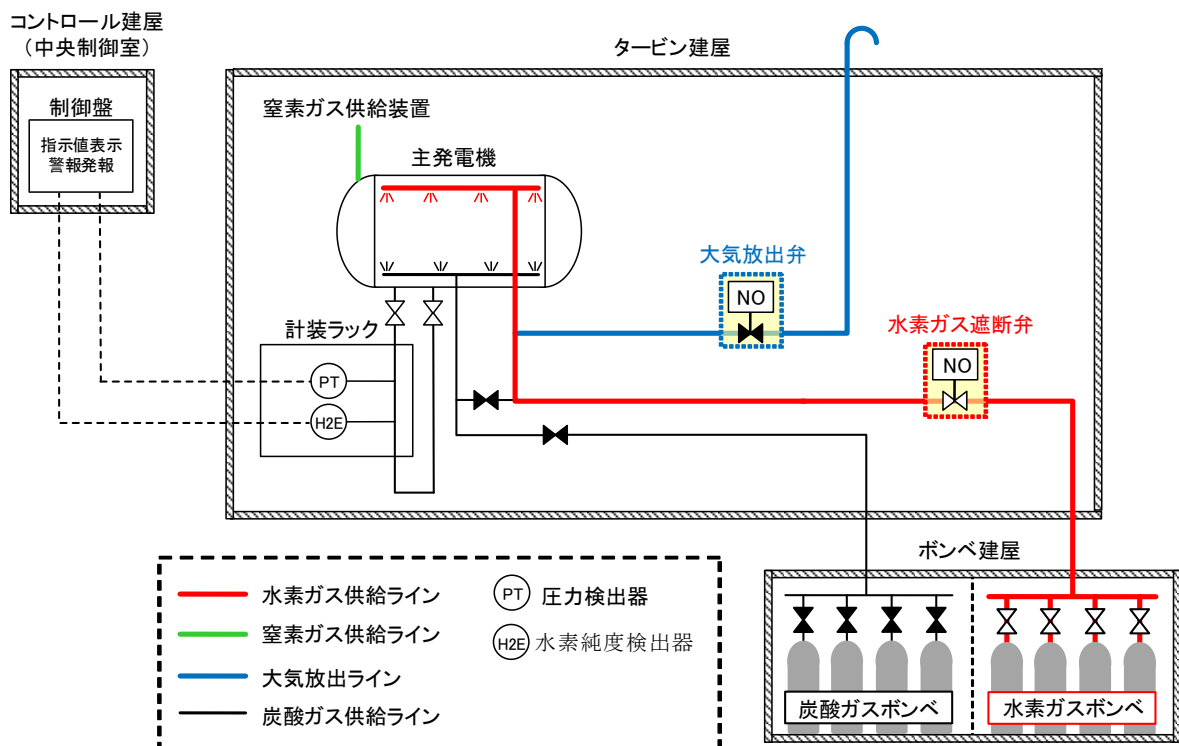 コントロール建屋
（中央制御室）
制御盤
指示値表示
警報発報
タービン建屋
窒素ガス供給装置
主発電機
大気放出弁
NO
水素ガス遮断弁
NO
計装ラック
PT
H2E
ボンベ建屋
炭酸ガスボンベ
水素ガスボンベ
水素ガス供給ライン
窒素ガス供給ライン
大気放出ライン
炭酸ガス供給ライン
PT 圧力検出器
H2E 水素純度検出器